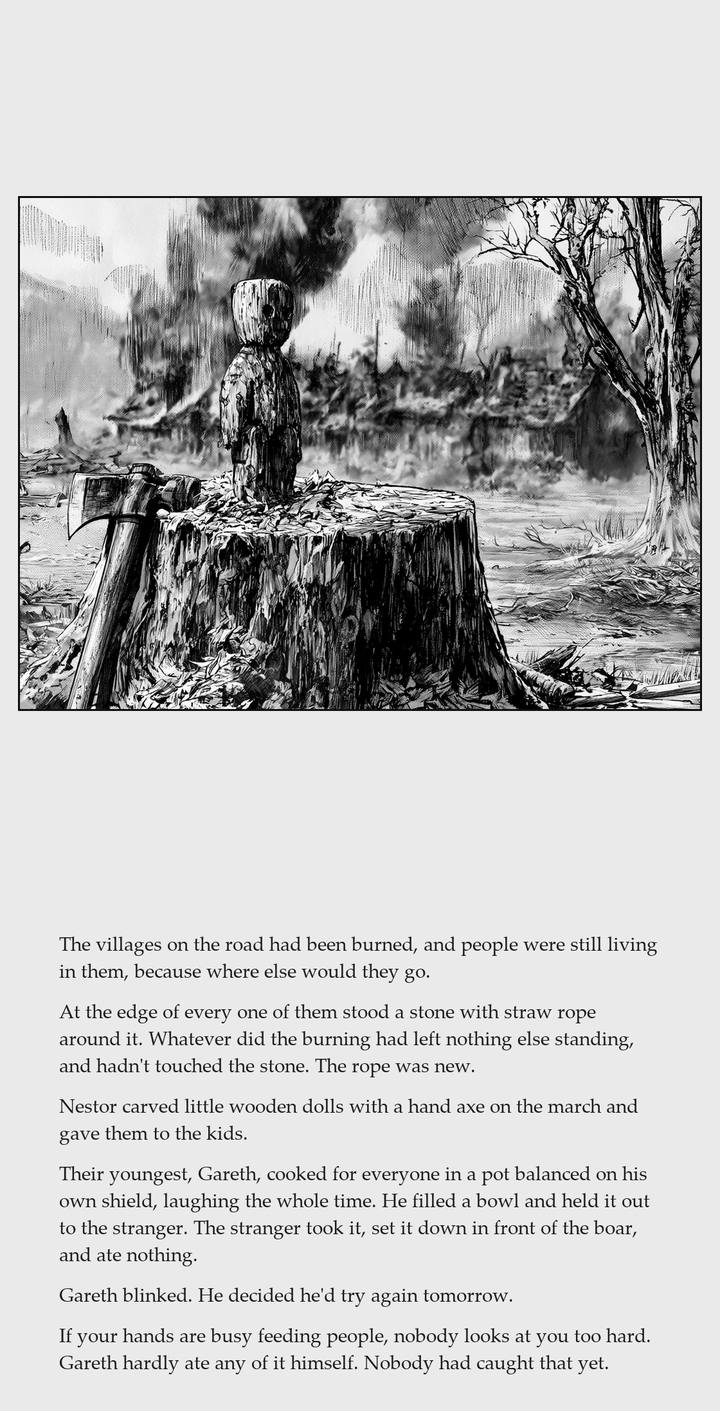 The villages on the road had been burned, and people were still living
in them, because where else would they go.
At the edge of every one of them stood a stone with straw rope
around it. Whatever did the burning had left nothing else standing,
and hadn't touched the stone. The rope was new.
Nestor carved little wooden dolls with a hand axe on the march and
gave them to the kids.
Their youngest, Gareth, cooked for everyone in a pot balanced on his
own shield, laughing the whole time. He filled a bowl and held it out
to the stranger. The stranger took it, set it down in front of the boar,
and ate nothing.
Gareth blinked. He decided he'd try again tomorrow.
If your hands are busy feeding people, nobody looks at you too hard.
Gareth hardly ate any of it himself. Nobody had caught that yet.